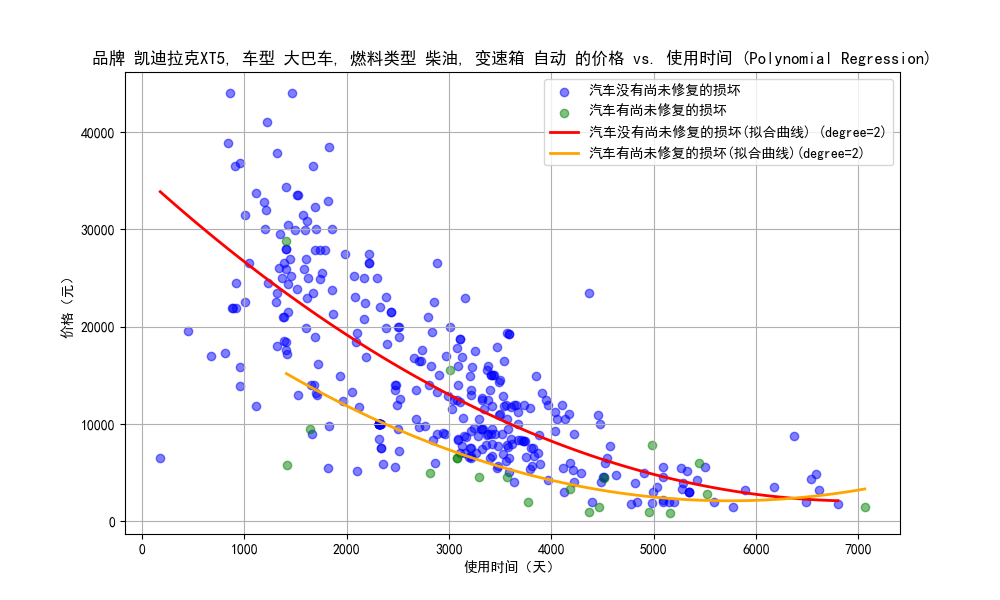 品牌 凯迪拉克XT5, 车型 大巴车, 燃料类型 柴油, 变速箱 自动 的价格 vs. 使用时间 (Polynomial Regression)
汽车没有尚未修复的损坏
汽车有尚未修复的损坏
汽车没有尚未修复的损坏(拟合曲线) (degree=2)
汽车有尚未修复的损坏(拟合曲线)(degree=2)
40000
30000
20000
10000
0
价格（元）
0 1000 2000 3000 4000 5000 6000 7000
使用时间（天）